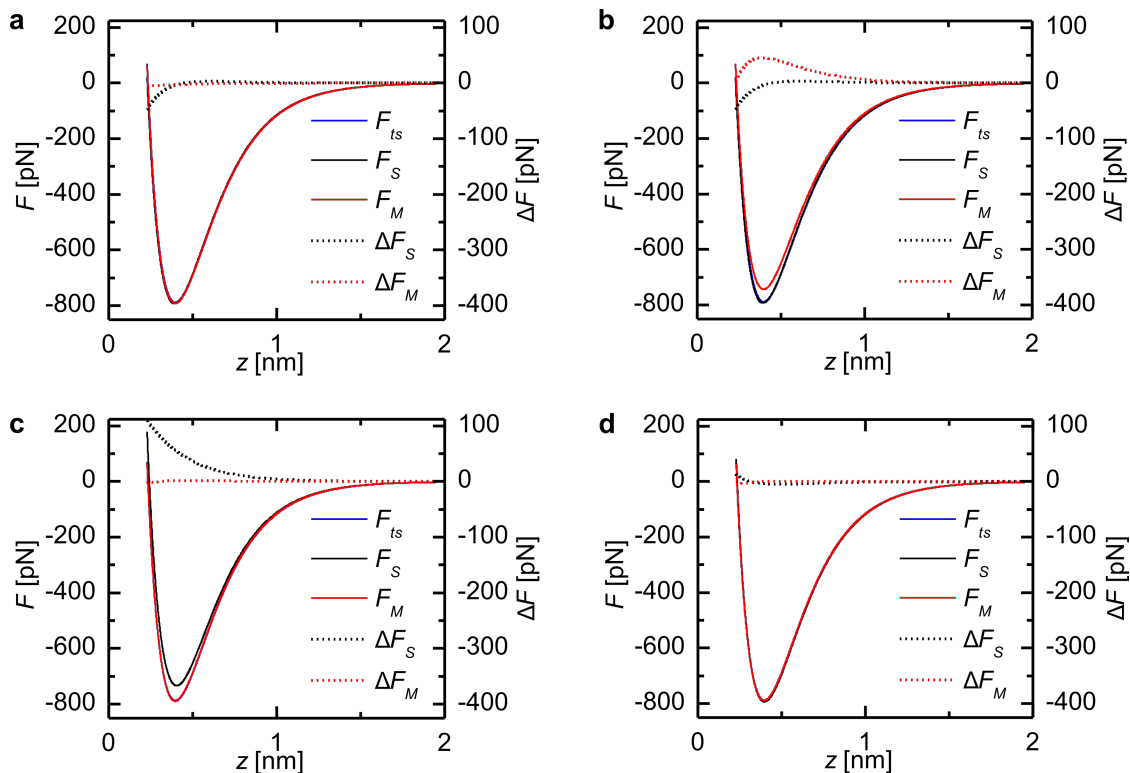 a
200
0
-200
-400
-600
-800
F [pN]
100
0
-100
-200
-300
-400
ΔF [pN]
F_ts
F_S
F_M
ΔF_S
ΔF_M
0
1
2
z [nm]
b
200
0
-200
-400
-600
-800
F [pN]
100
0
-100
-200
-300
-400
ΔF [pN]
F_ts
F_S
F_M
ΔF_S
ΔF_M
0
1
2
z [nm]
c
200
0
-200
-400
-600
-800
F [pN]
100
0
-100
-200
-300
-400
ΔF [pN]
F_ts
F_S
F_M
ΔF_S
ΔF_M
0
1
2
z [nm]
d
200
0
-200
-400
-600
-800
F [pN]
100
0
-100
-200
-300
-400
ΔF [pN]
F_ts
F_S
F_M
ΔF_S
ΔF_M
0
1
2
z [nm]